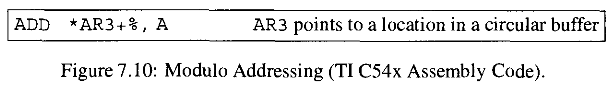 ADD *AR3+%, A AR3 points to a location in a circular buffer
Figure 7.10: Modulo Addressing (TI C54x Assembly Code).